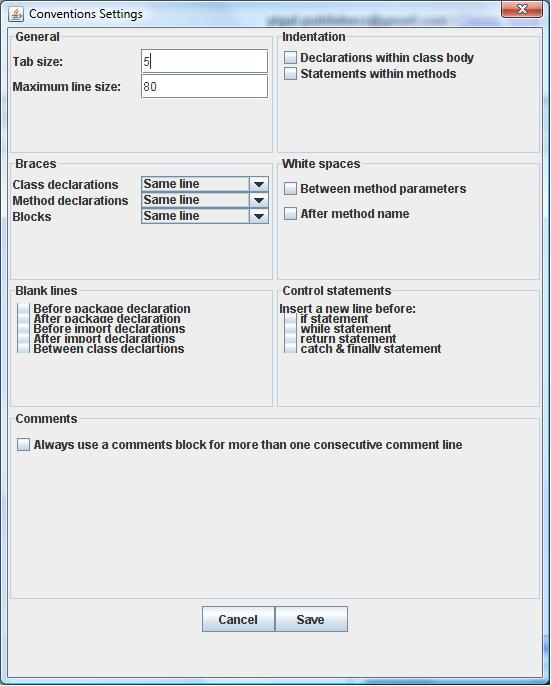 Conventions Settings
General
Tab size: 5
Maximum line size: 80
Indentation
Declarations within class body
Statements within methods
Braces
Class declarations Same line
Method declarations Same line
Blocks Same line
White spaces
Between method parameters
After method name
Blank lines
Before package declaration
After package declaration
Before import declarations
After import declarations
Between class declartions
Control statements
Insert a new line before:
if statement
while statement
return statement
catch & finally statement
Comments
Always use a comments block for more than one consecutive comment line
Cancel Save